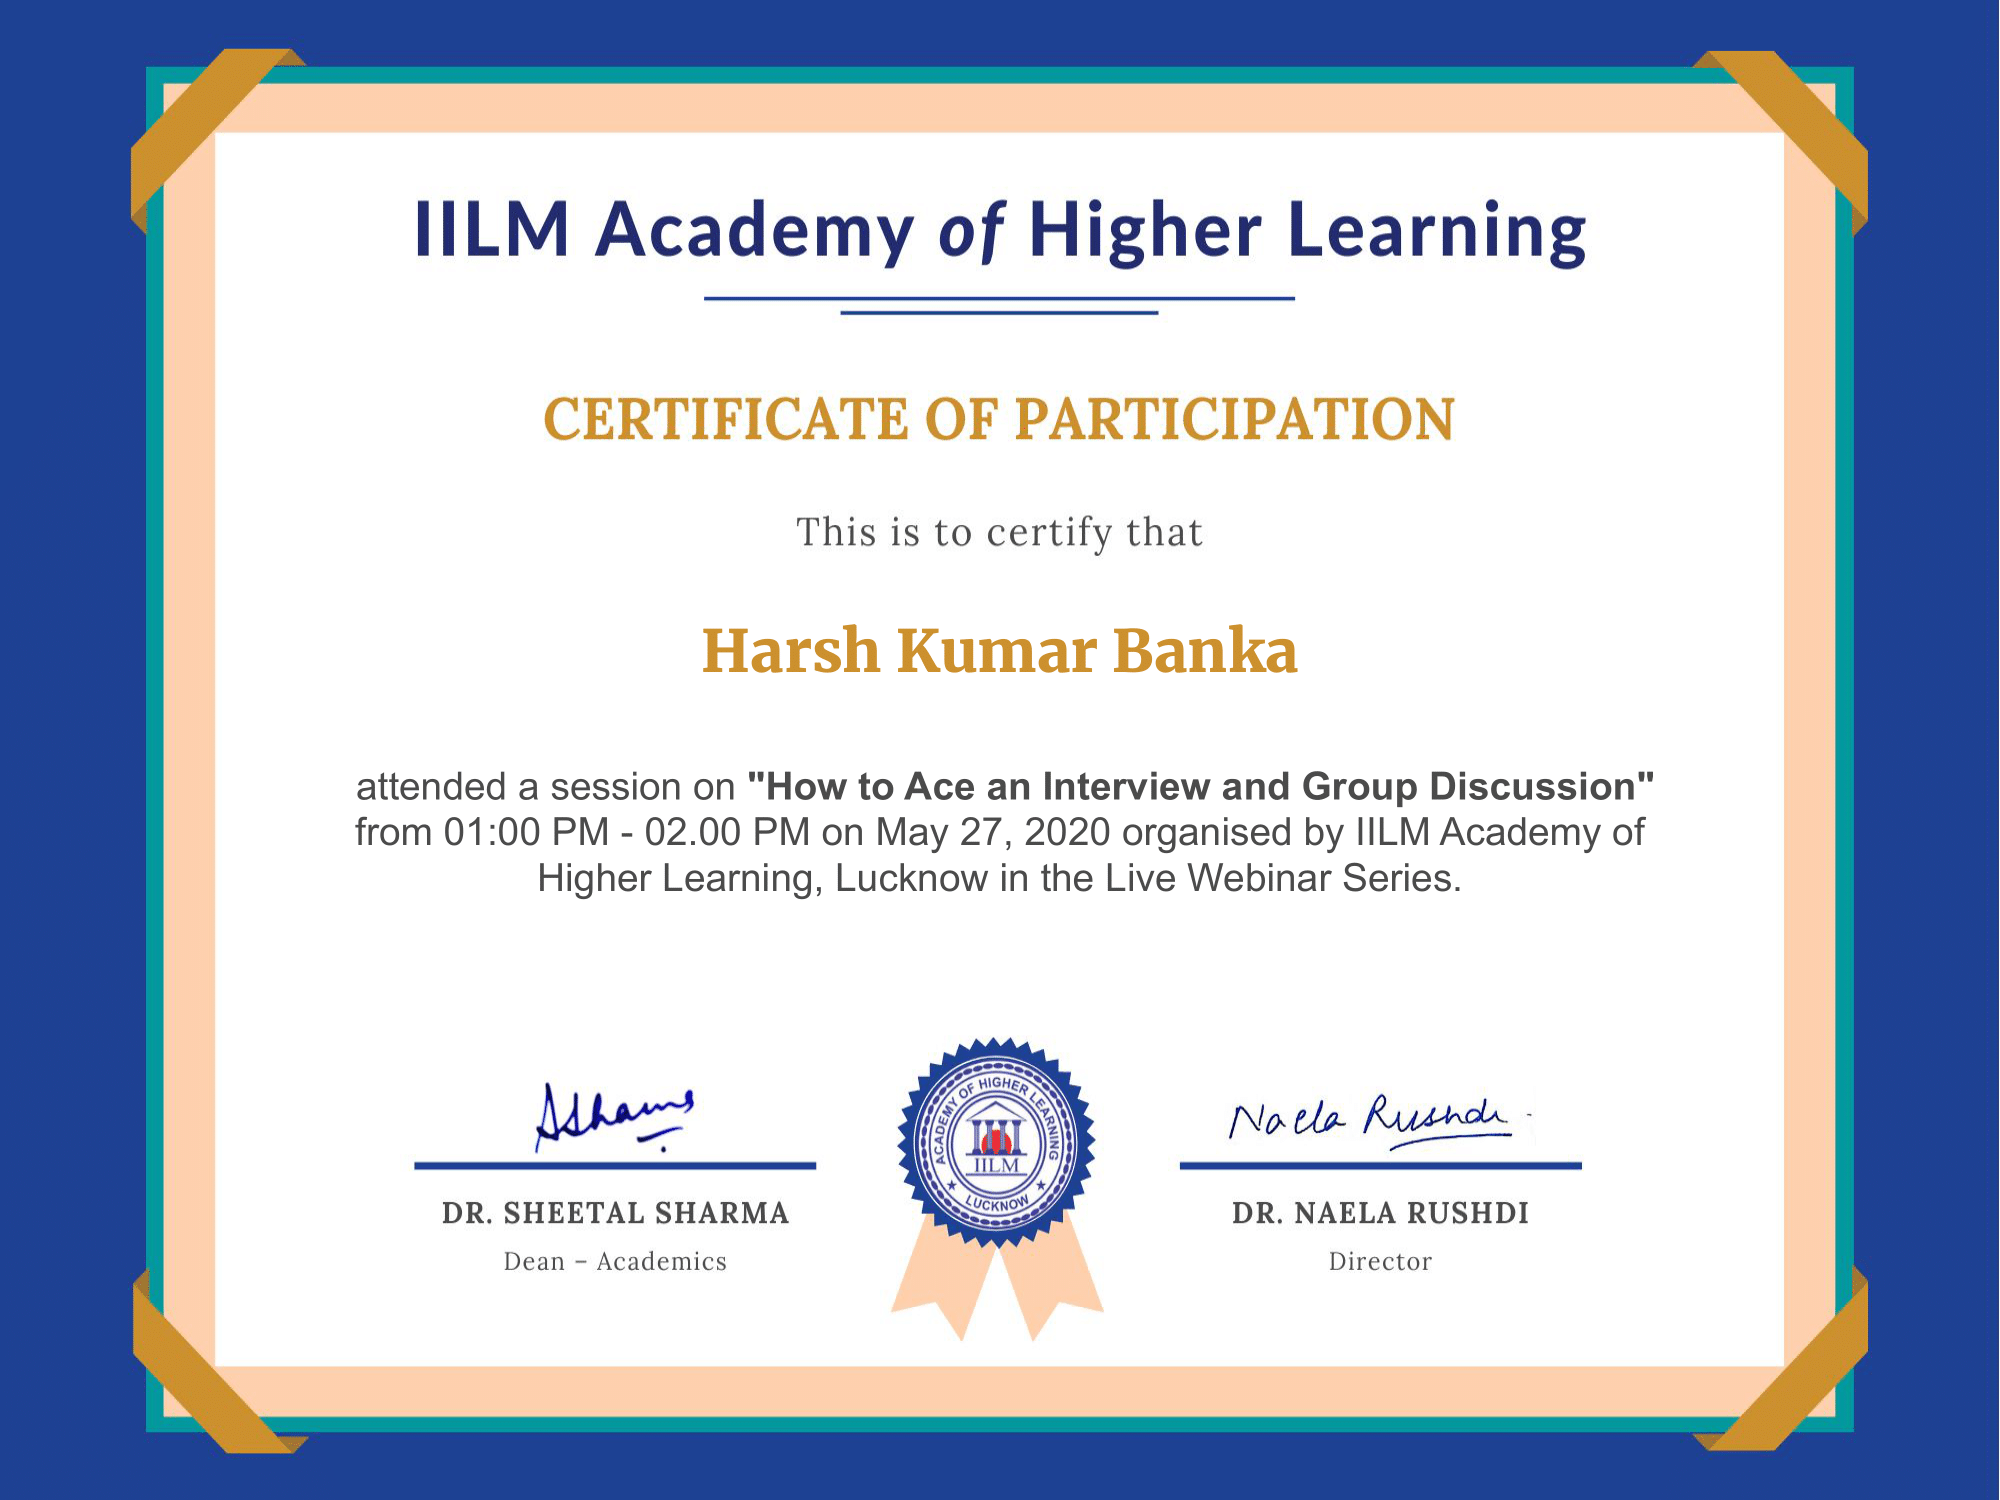 IILM Academy of Higher Learning
CERTIFICATE OF PARTICIPATION
This is to certify that
Harsh Kumar Banka
attended a session on "How to Ace an Interview and Group Discussion"
from 01:00 PM - 02.00 PM on May 27, 2020 organised by IILM Academy of
Higher Learning, Lucknow in the Live Webinar Series.
ASharma
Naela Rushdi
ACADEMY OF HIGHER LEARNING
IILM
LUCKNOW
DR. SHEETAL SHARMA
Dean – Academics
DR. NAELA RUSHDI
Director